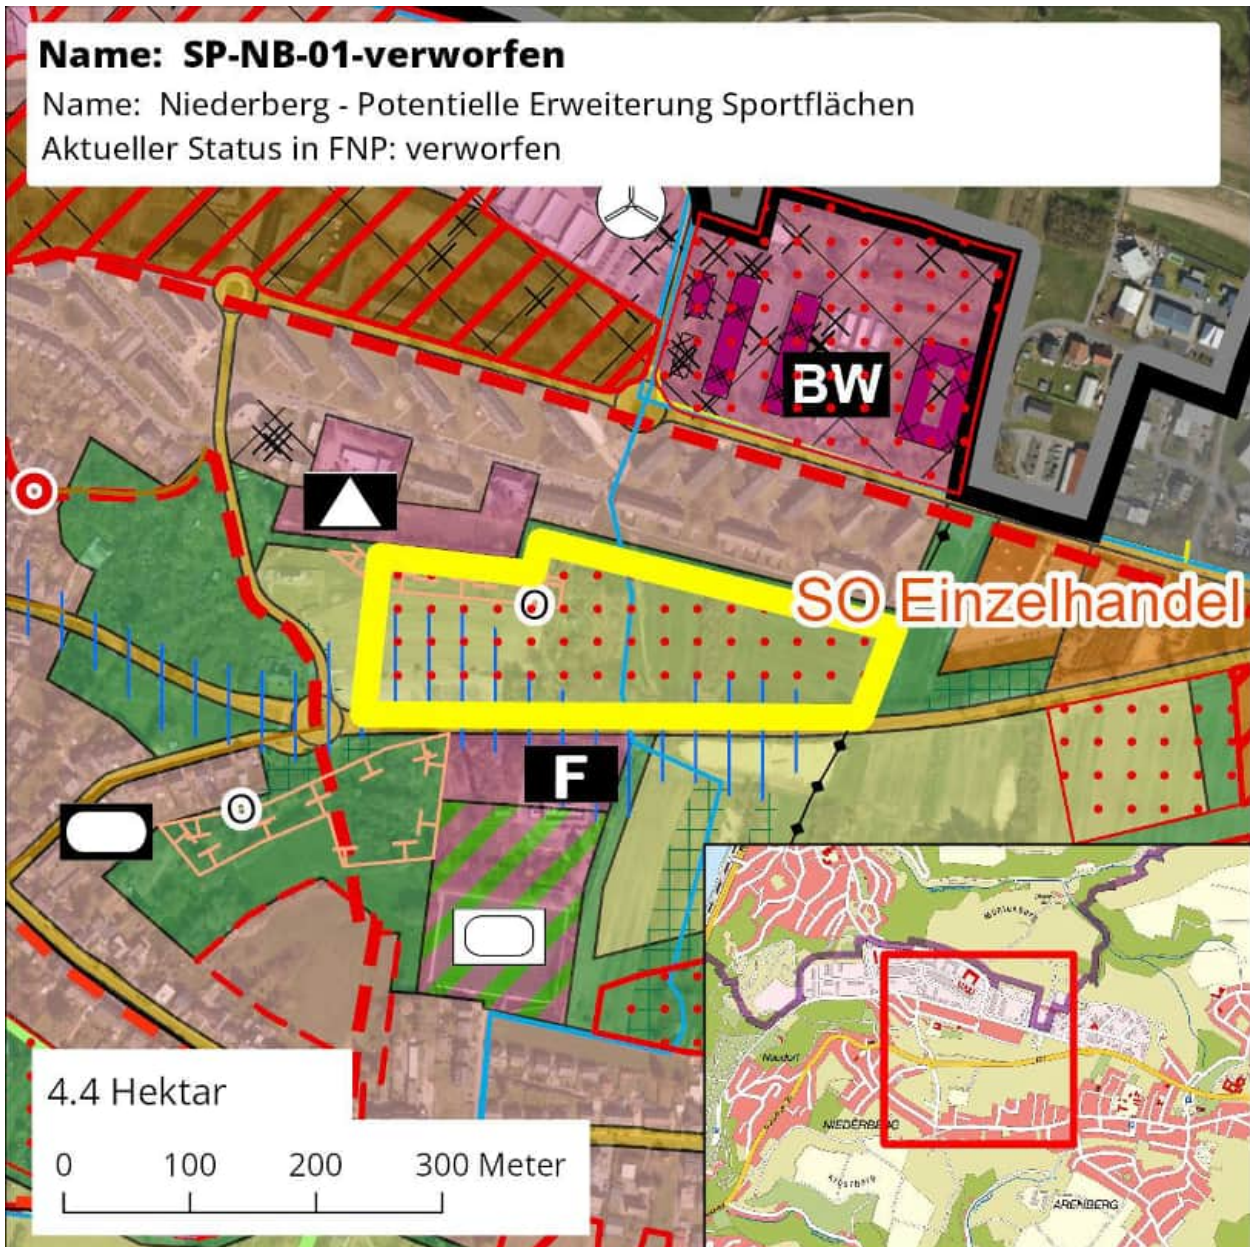 Name: SP-NB-01-verworfen
Name: Niederberg - Potentielle Erweiterung Sportflächen
Aktueller Status in FNP: verworfen
BW
SO Einzelhandel
F
4.4 Hektar
0 100 200 300 Meter
NIEDERBERG
ARENBERG